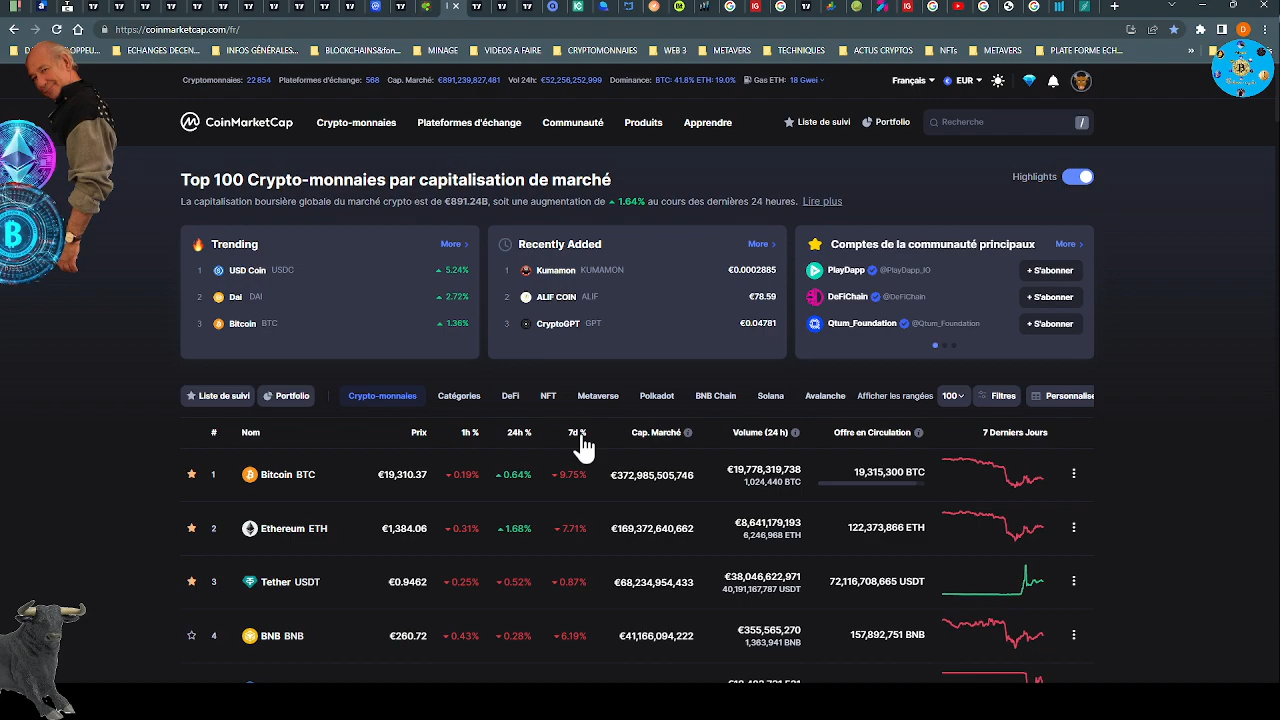 https://coinmarketcap.com/fr/
DEVELOPPU...
ECHANGES DECEN...
INFOS GÉNÉRALES...
BLOCKCHAINS&fon...
MINAGE
VIDEOS A FAIRE
CRYPTOMONNAIES
WEB 3
METAVERS
TECHNIQUES
ACTUS CRYPTOS
NFTs
METAVERS
PLATE FORME ECH...
Cryptomonnaies: 22 854 Plateformes d'échange: 568 Cap. Marché: €891,239,827,481 Vol 24h: €52,256,252,999 Dominance: BTC: 41.8% ETH: 19.0% Gas ETH: 18 Gwei
Français EUR
CoinMarketCap Crypto-monnaies Plateformes d'échange Communauté Produits Apprendre Liste de suivi Portfolio Recherche /
Top 100 Crypto-monnaies par capitalisation de marché
Highlights
La capitalisation boursière globale du marché crypto est de €891.24B, soit une augmentation de 1.64% au cours des dernières 24 heures. Lire plus
Trending More
1 USD Coin USDC 5.24%
2 Dai DAI 2.72%
3 Bitcoin BTC 1.36%
Recently Added More
1 Kumamon KUMAMON €0.0002885
2 ALIF COIN ALIF €78.59
3 CryptoGPT GPT €0.04781
Comptes de la communauté principaux More
PlayDapp @PlayDapp_IO + S'abonner
DeFiChain @DeFiChain + S'abonner
Qtum_Foundation @Qtum_Foundation + S'abonner
Liste de suivi Portfolio Crypto-monnaies Catégories DeFi NFT Metaverse Polkadot BNB Chain Solana Avalanche Afficher les rangées 100 Filtres Personnalise
# Nom Prix 1h % 24h % 7d % Cap. Marché Volume (24 h) Offre en Circulation 7 Derniers Jours
1 Bitcoin BTC €19,310.37 0.19% 0.64% 9.75% €372,985,505,746 €19,778,319,738 19,315,300 BTC
1,024,440 BTC
2 Ethereum ETH €1,384.06 0.31% 1.68% 7.71% €169,372,640,662 €8,641,179,193 122,373,866 ETH
6,246,968 ETH
3 Tether USDT €0.9462 0.25% 0.52% 0.87% €68,234,954,433 €38,046,622,971 72,116,708,665 USDT
40,191,167,787 USDT
4 BNB BNB €260.72 0.43% 0.28% 6.19% €41,166,094,222 €355,565,270 157,892,751 BNB
1,363,941 BNB